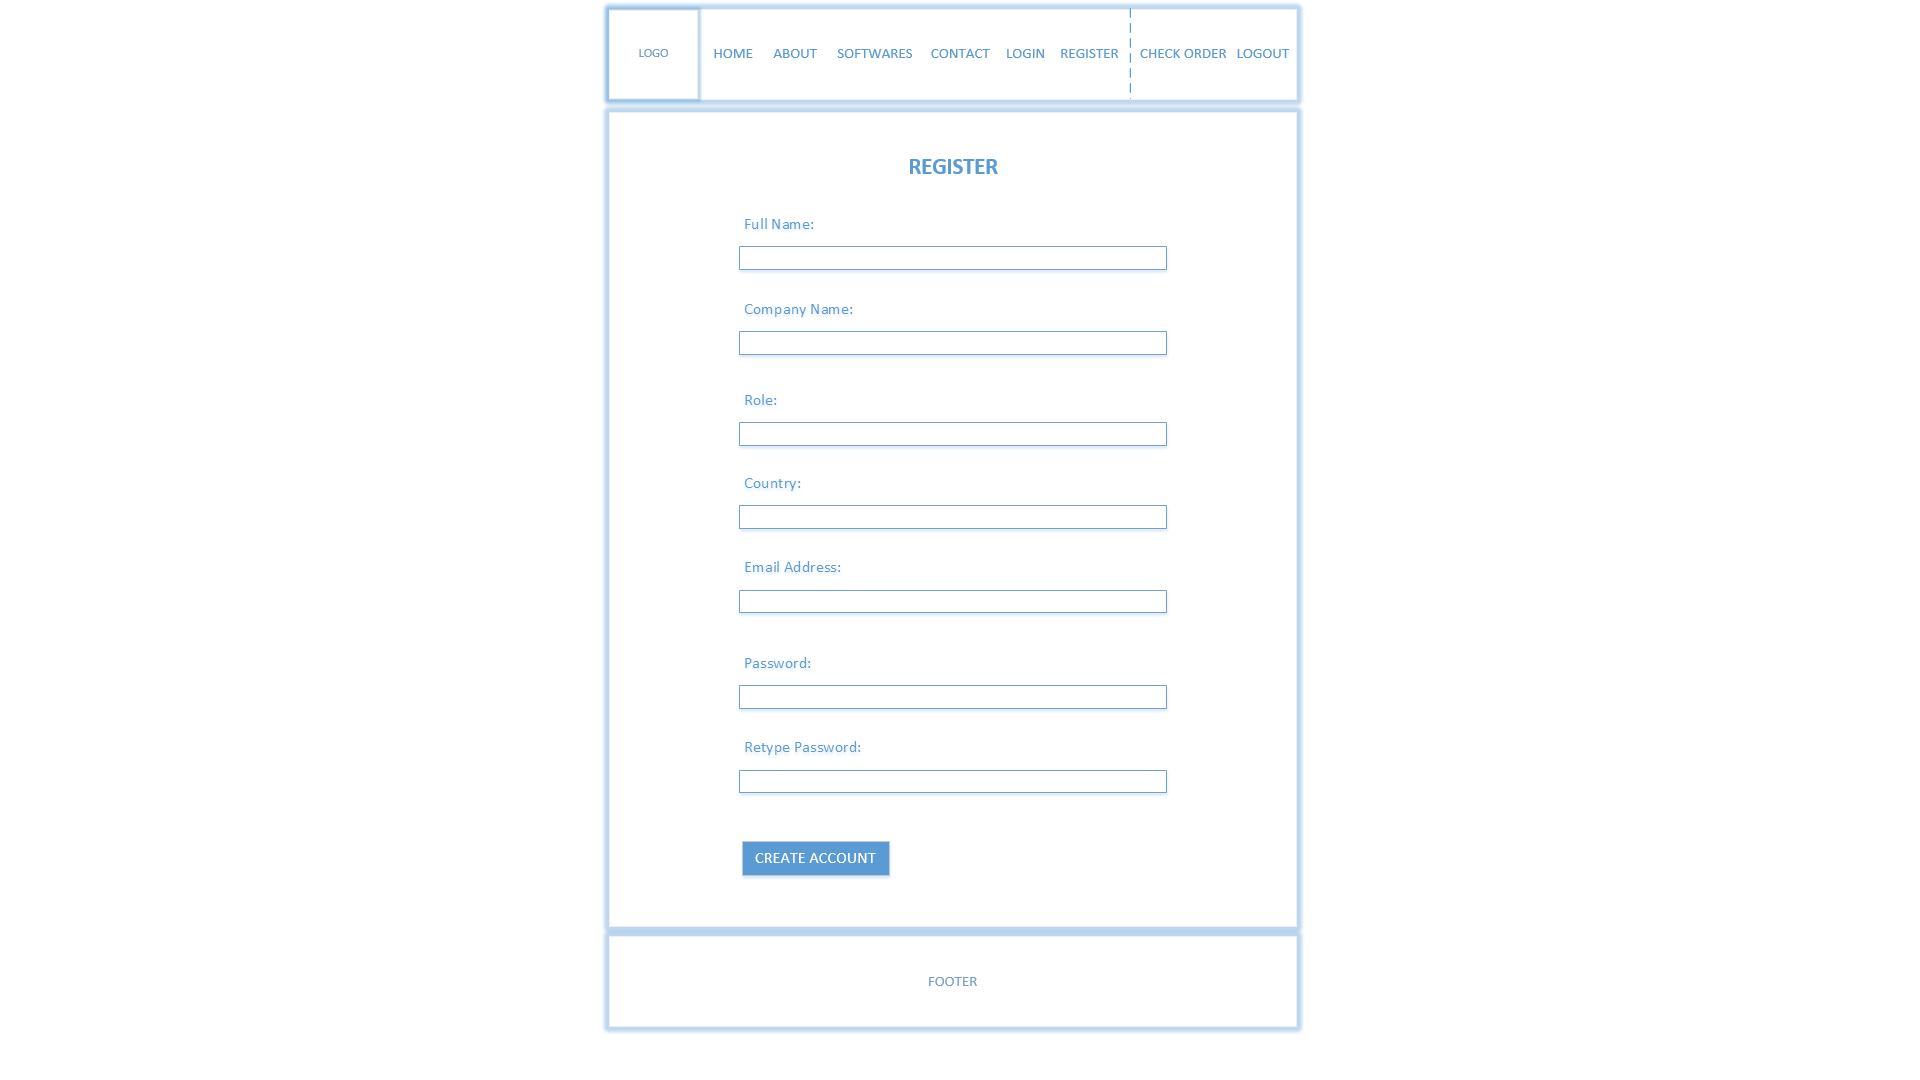 LOGO HOME ABOUT SOFTWARES CONTACT LOGIN REGISTER CHECK ORDER LOGOUT
REGISTER
Full Name:
Company Name:
Role:
Country:
Email Address:
Password:
Retype Password:
CREATE ACCOUNT
FOOTER